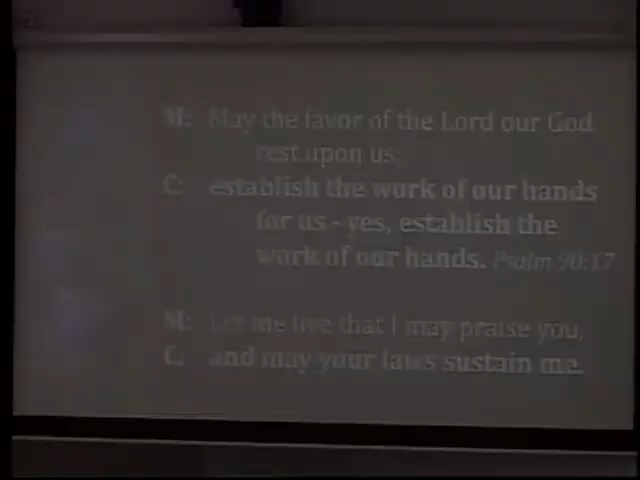 M: May the favor of the Lord our God
rest upon us;
C: establish the work of our hands
for us - yes, establish the
work of our hands. Psalm 90:17
M: Let me live that I may praise you,
C: and may your laws sustain me.